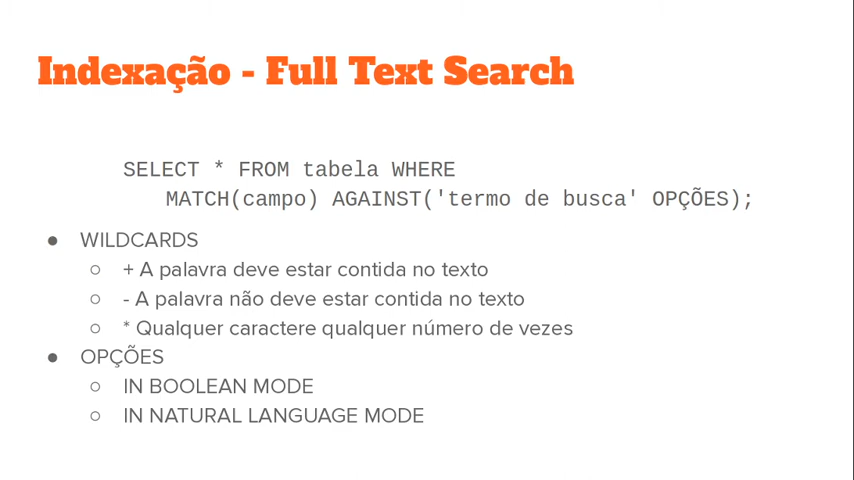 Indexação - Full Text Search
SELECT * FROM tabela WHERE
MATCH(campo) AGAINST('termo de busca' OPÇÕES);
● WILDCARDS
○ + A palavra deve estar contida no texto
○ - A palavra não deve estar contida no texto
○ * Qualquer caractere qualquer número de vezes
● OPÇÕES
○ IN BOOLEAN MODE
○ IN NATURAL LANGUAGE MODE